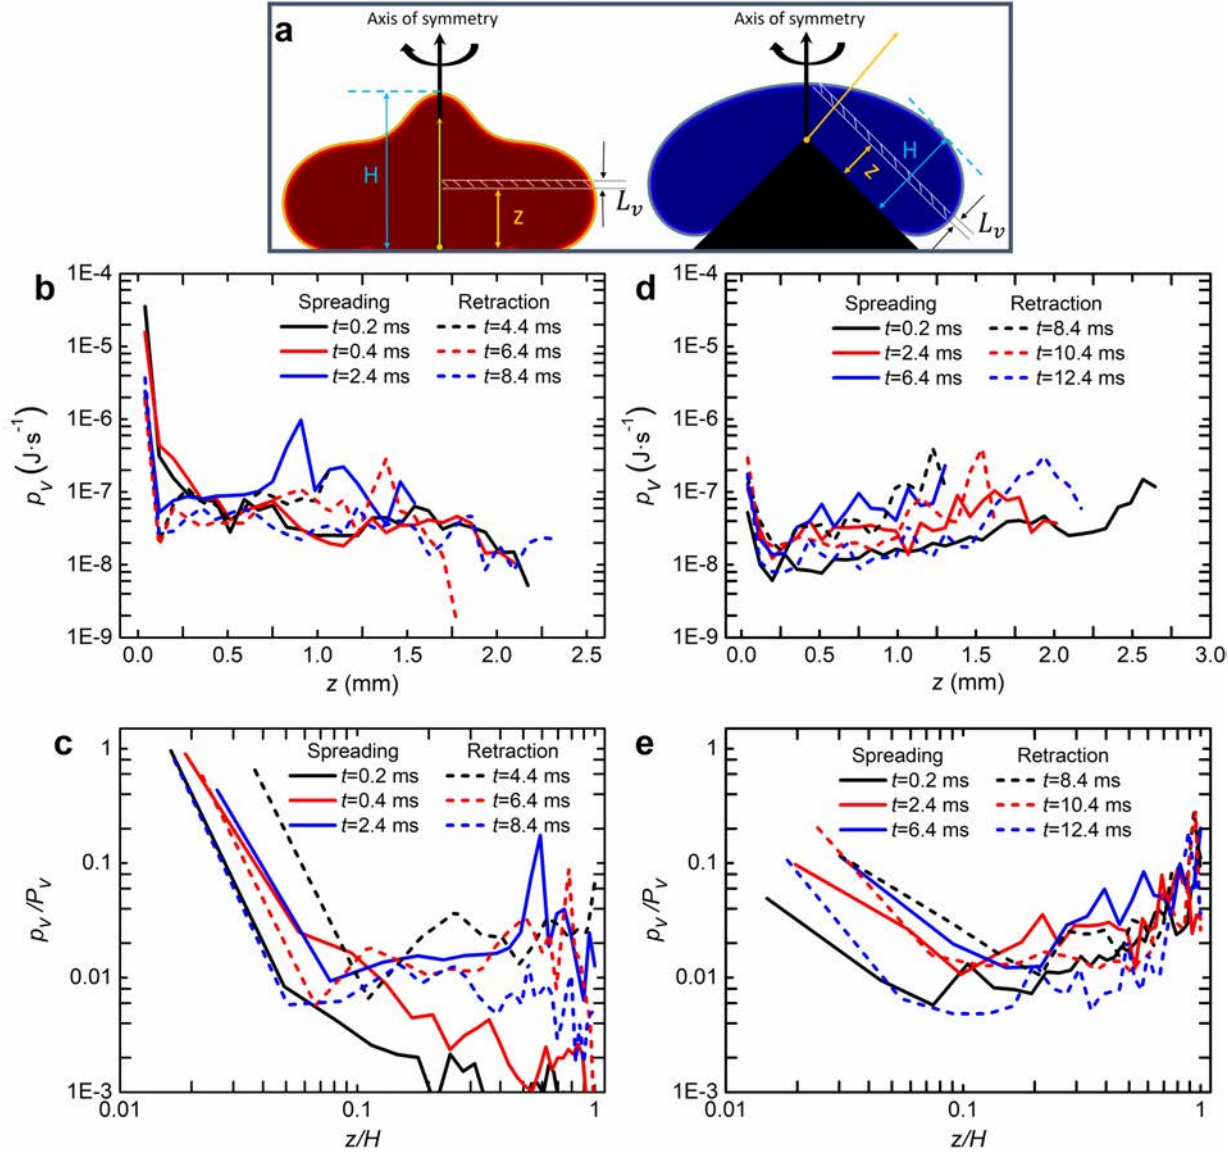 a
Axis of symmetry
Axis of symmetry
H
z
L_v
H
z
L_v
b
1E-4
1E-5
1E-6
1E-7
1E-8
1E-9
p_v (J·s⁻¹)
Spreading Retraction
t=0.2 ms t=4.4 ms
t=0.4 ms t=6.4 ms
t=2.4 ms t=8.4 ms
0.0 0.5 1.0 1.5 2.0 2.5
z (mm)
d
1E-4
1E-5
1E-6
1E-7
1E-8
1E-9
p_v (J·s⁻¹)
Spreading Retraction
t=0.2 ms t=8.4 ms
t=2.4 ms t=10.4 ms
t=6.4 ms t=12.4 ms
0.0 0.5 1.0 1.5 2.0 2.5 3.0
z (mm)
c
1
0.1
0.01
1E-3
p_v/P_v
Spreading Retraction
t=0.2 ms t=4.4 ms
t=0.4 ms t=6.4 ms
t=2.4 ms t=8.4 ms
0.01 0.1 1
z/H
e
1
0.1
0.01
1E-3
p_v/P_v
Spreading Retraction
t=0.2 ms t=8.4 ms
t=2.4 ms t=10.4 ms
t=6.4 ms t=12.4 ms
0.01 0.1 1
z/H